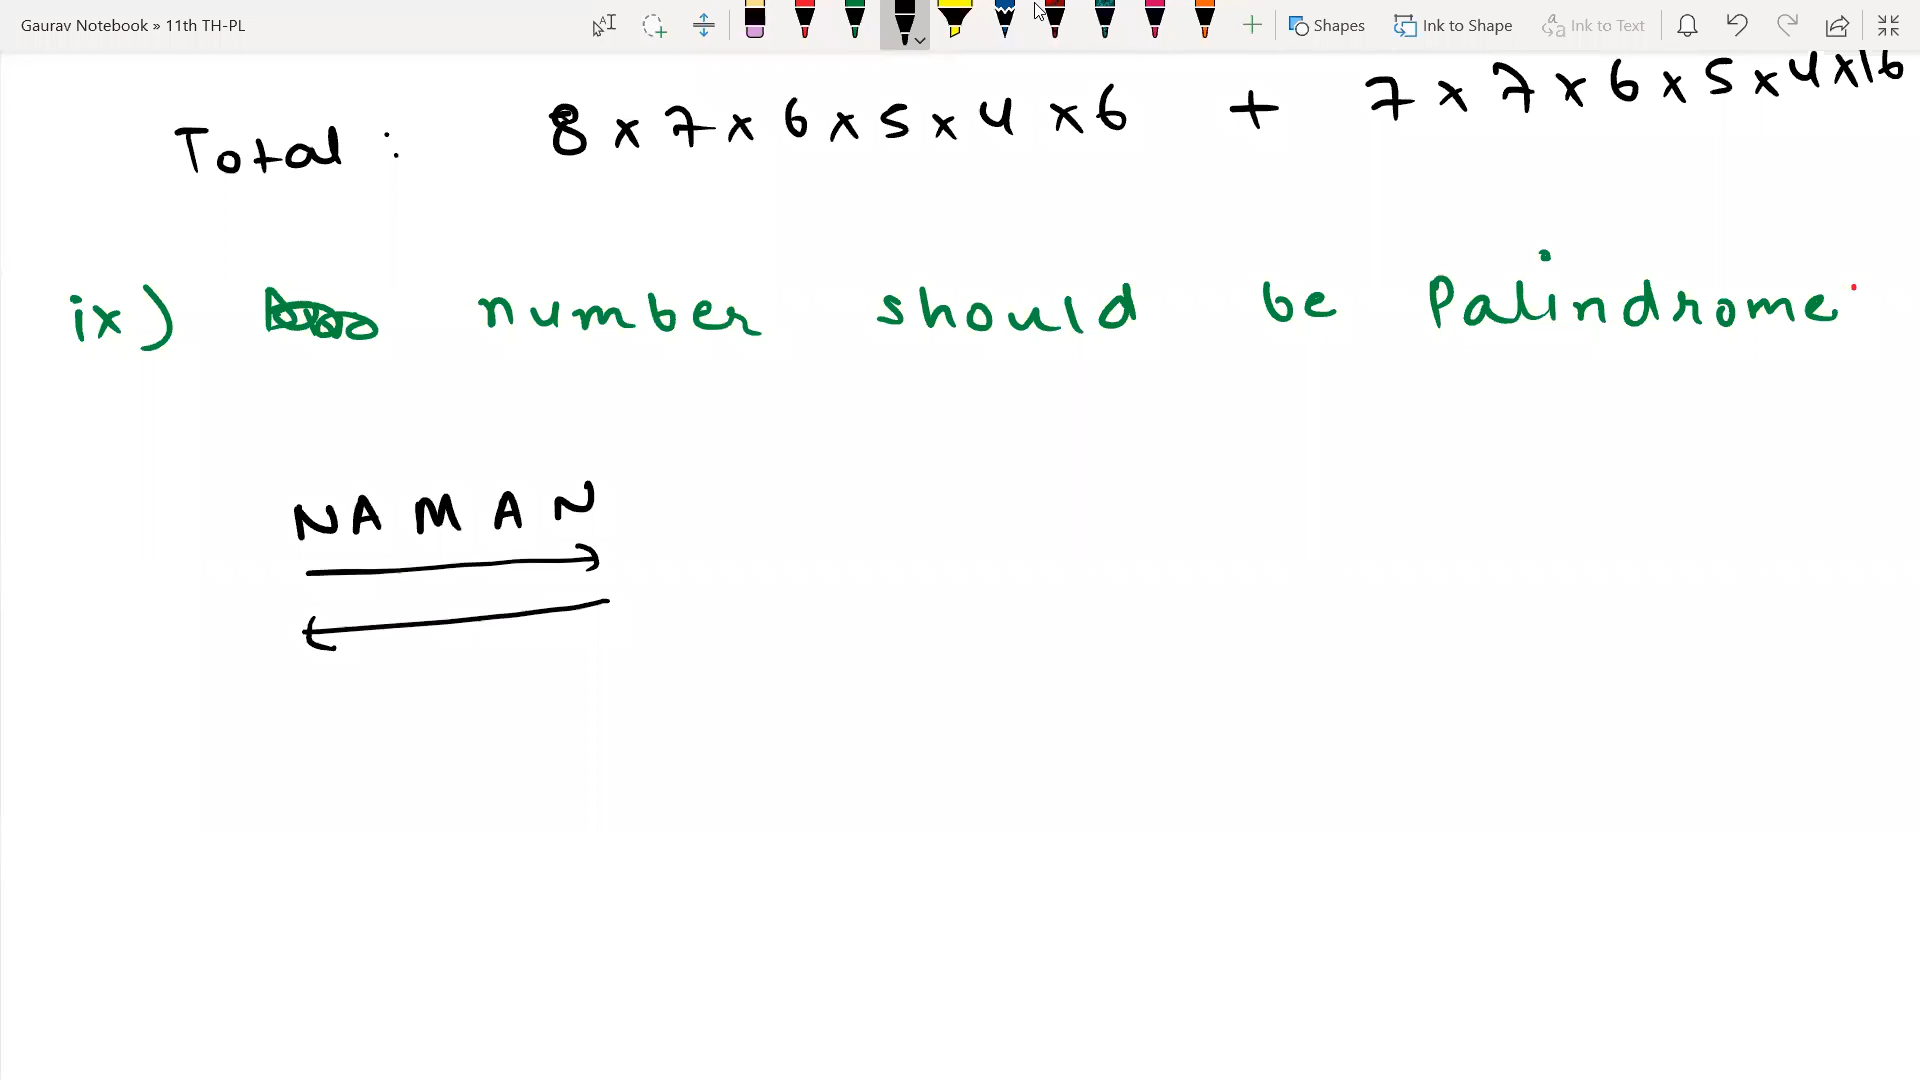 Gaurav Notebook » 11th TH-PL
Shapes Ink to Shape Ink to Text
Total : 8 x 7 x 6 x 5 x 4 x 6 + 7 x 7 x 6 x 5 x 4 x 16
ix) number should be Palindrome
NAMAN